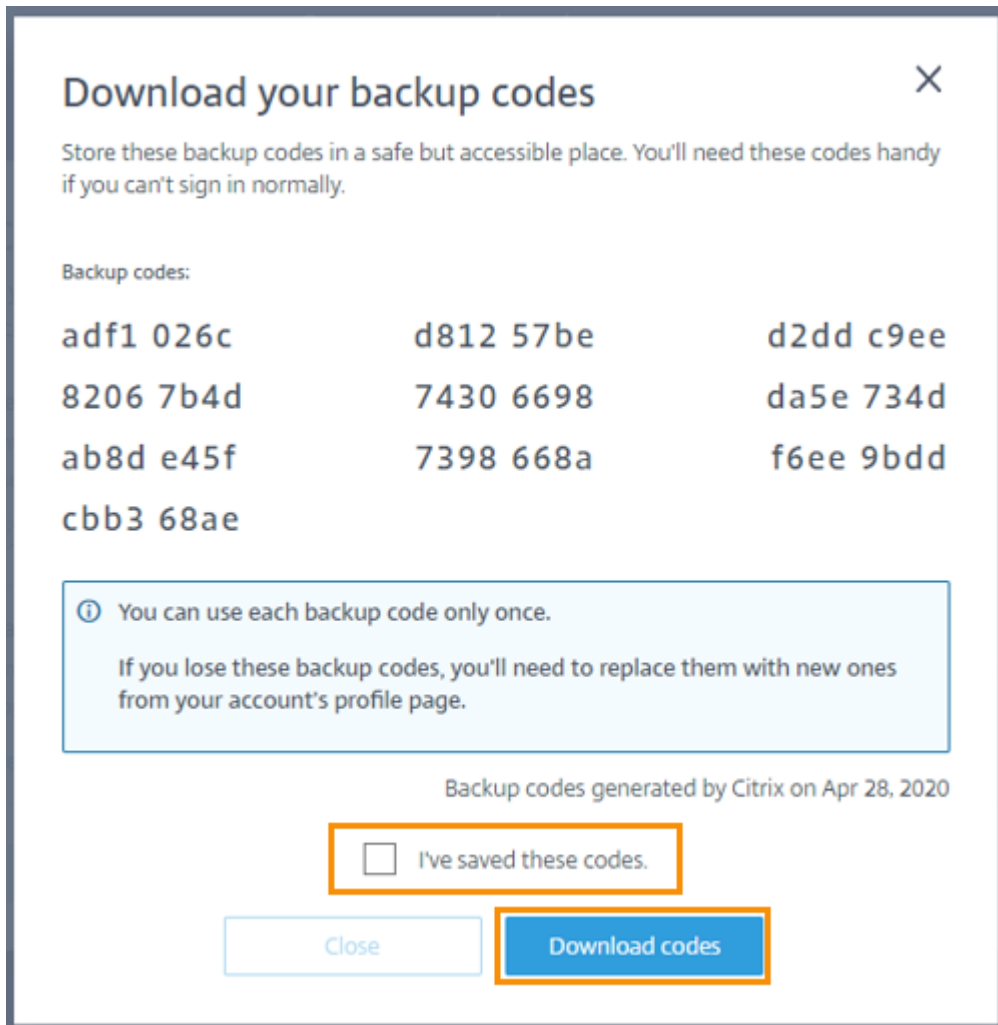 Download your backup codes
Store these backup codes in a safe but accessible place. You'll need these codes handy
if you can't sign in normally.
Backup codes:
adf1 026c d812 57be d2dd c9ee
8206 7b4d 7430 6698 da5e 734d
ab8d e45f 7398 668a f6ee 9bdd
cbb3 68ae
You can use each backup code only once.
If you lose these backup codes, you'll need to replace them with new ones
from your account's profile page.
Backup codes generated by Citrix on Apr 28, 2020
I've saved these codes.
Close Download codes